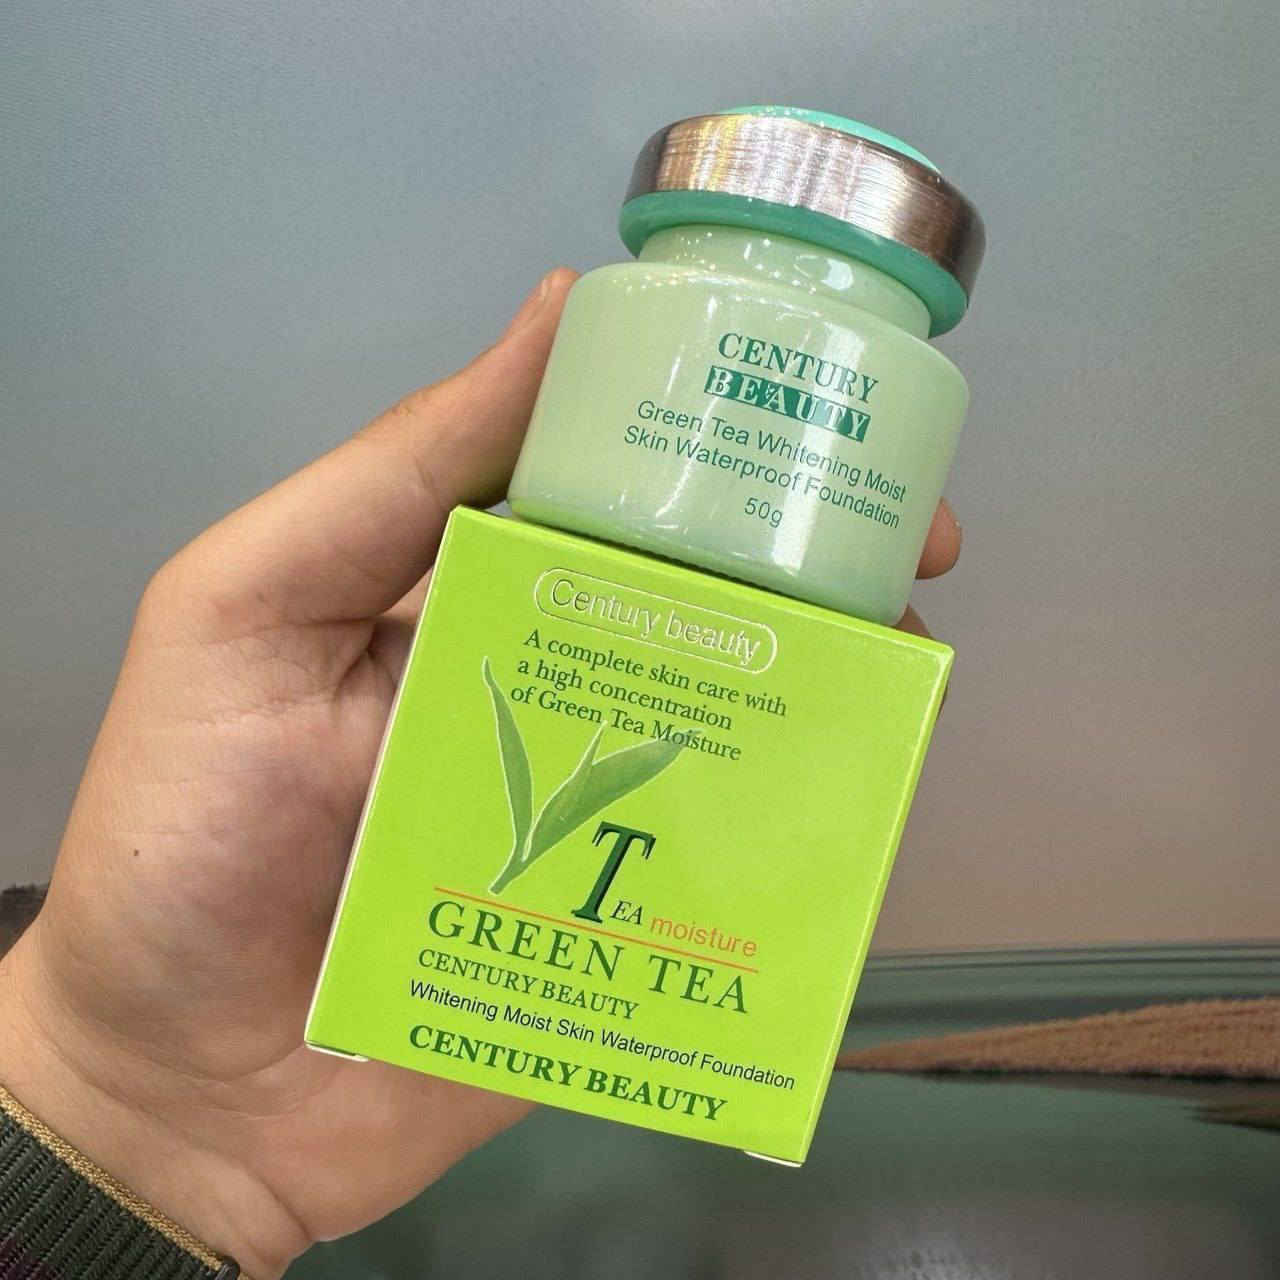 CENTURY
BEAUTY
Green Tea Whitening Moist
Skin Waterproof Foundation
50g
Century beauty
A complete skin care with
a high concentration
of Green Tea Moisture
TEA moisture
GREEN TEA
CENTURY BEAUTY
Whitening Moist Skin Waterproof Foundation
CENTURY BEAUTY